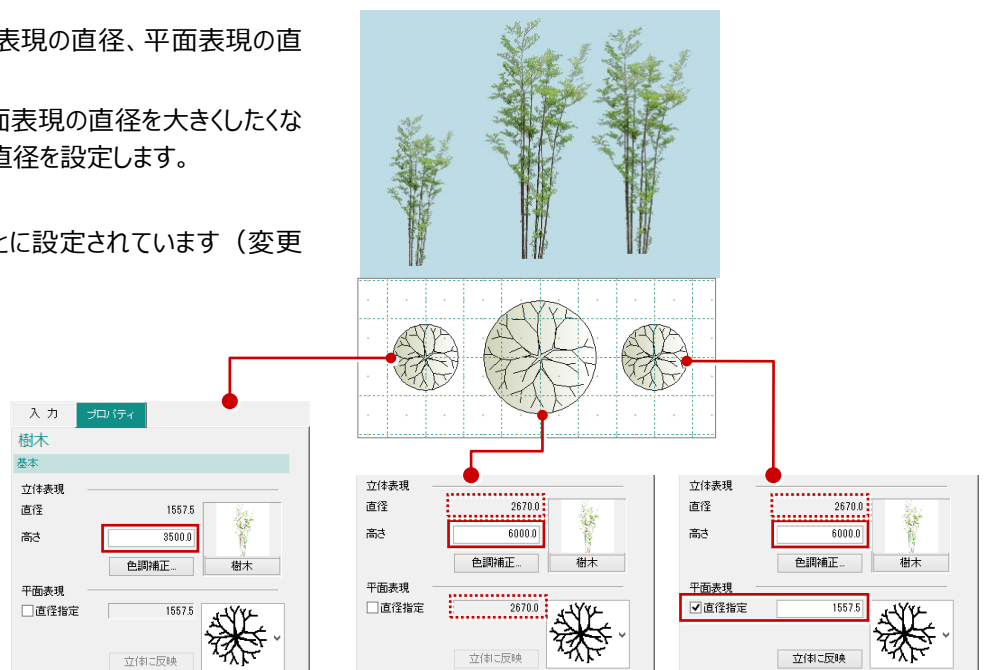 表現の直径、平面表現の直
面表現の直径を大きくしたくな
直径を設定します。
とに設定されています（変更
入力 プロパティ
樹木
基本
立体表現
直径 1557.5
高さ 3500.0
色調補正... 樹木
平面表現
直径指定 1557.5
立体に反映
立体表現
直径 2670.0
高さ 6000.0
色調補正... 樹木
平面表現
直径指定 2670.0
立体に反映
立体表現
直径 2670.0
高さ 6000.0
色調補正... 樹木
平面表現
直径指定 1557.5
立体に反映